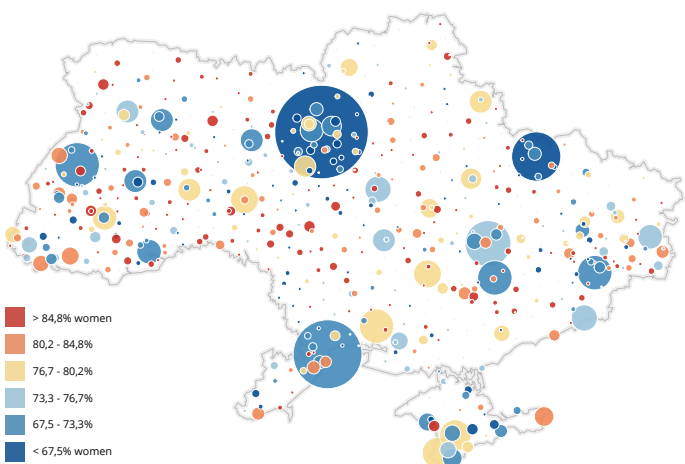 > 84,8% women
80,2 - 84,8%
76,7 - 80,2%
73,3 - 76,7%
67,5 - 73,3%
< 67,5% women